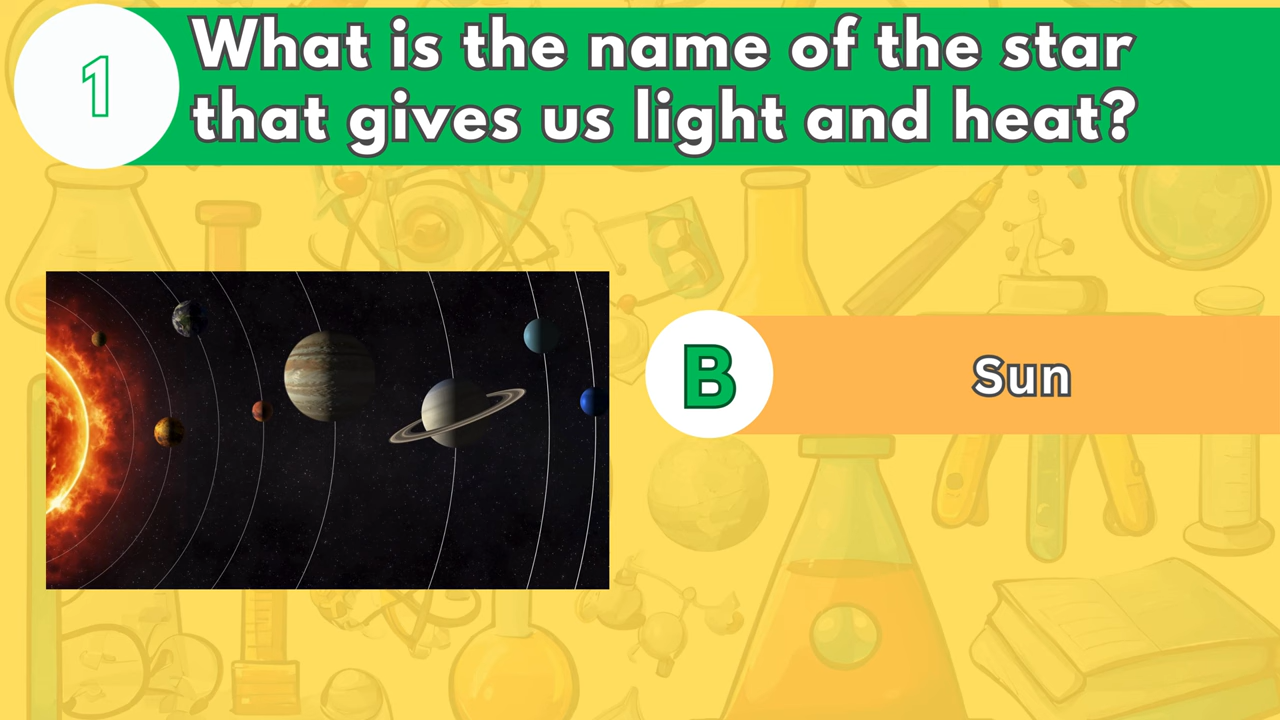 1
What is the name of the star
that gives us light and heat?
B
Sun